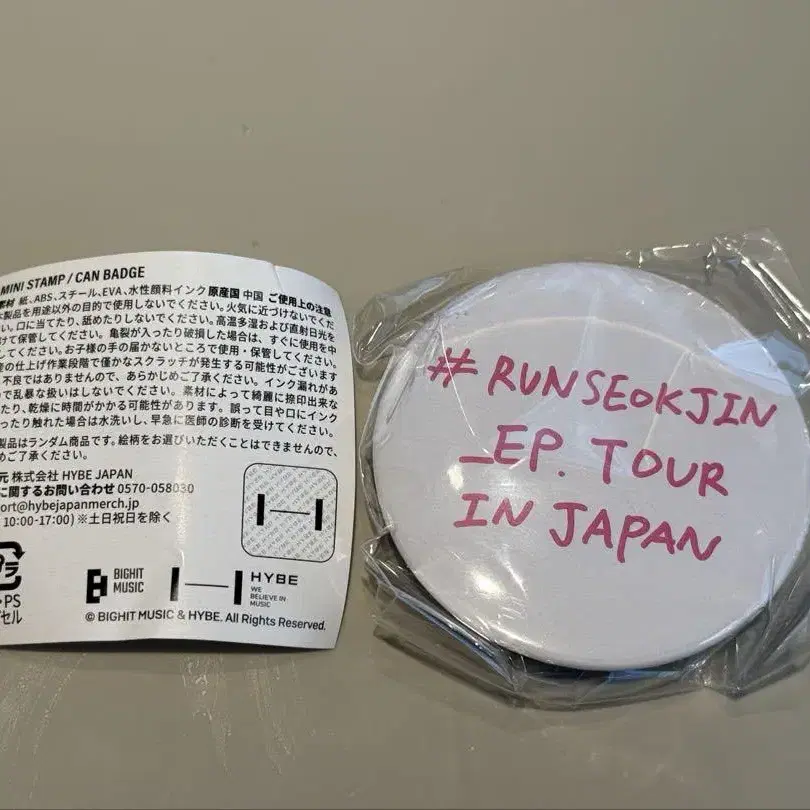 MINI STAMP / CAN BADGE
素材 紙、ABS、スチール、EVA、水性顔料インク 原産国 中国 ご使用上の注意
本製品を用途以外の目的で使用しないでください。火気に近づけないでくだ
い。口に当てたり、舐めたりしないでください。高温多湿および直射日光を
けて保管してください。亀裂が入ったり破損した場合は、すぐに使用を中
してください。お子様の手の届かないところで使用・保管してください。
産の仕上げ作業段階で僅かなスクラッチが発生する可能性がございます
不良ではありませんので、あらかじめご了承ください。インク漏れがあ
ので乱暴な扱いはしないでください。素材によって綺麗に捺印出来な
たり、乾燥に時間がかかる可能性があります。誤って目や口にインク
ったり触れた場合は水洗いし、早急に医師の診断を受けてください。
製品はランダム商品です。絵柄をお選びいただくことはできませんので、
めご了承ください。
元 株式会社 HYBE JAPAN
に関するお問い合わせ 0570-058030
ort@hybejapanmerch.jp
10:00-17:00) ※土日祝日を除く
プラ
PS
プセル
BIGHIT
MUSIC
HYBE
WE
BELIEVE IN
MUSIC
© BIGHIT MUSIC & HYBE. All Rights Reserved.
# RUNSEOKJIN
_EP. TOUR
IN JAPAN